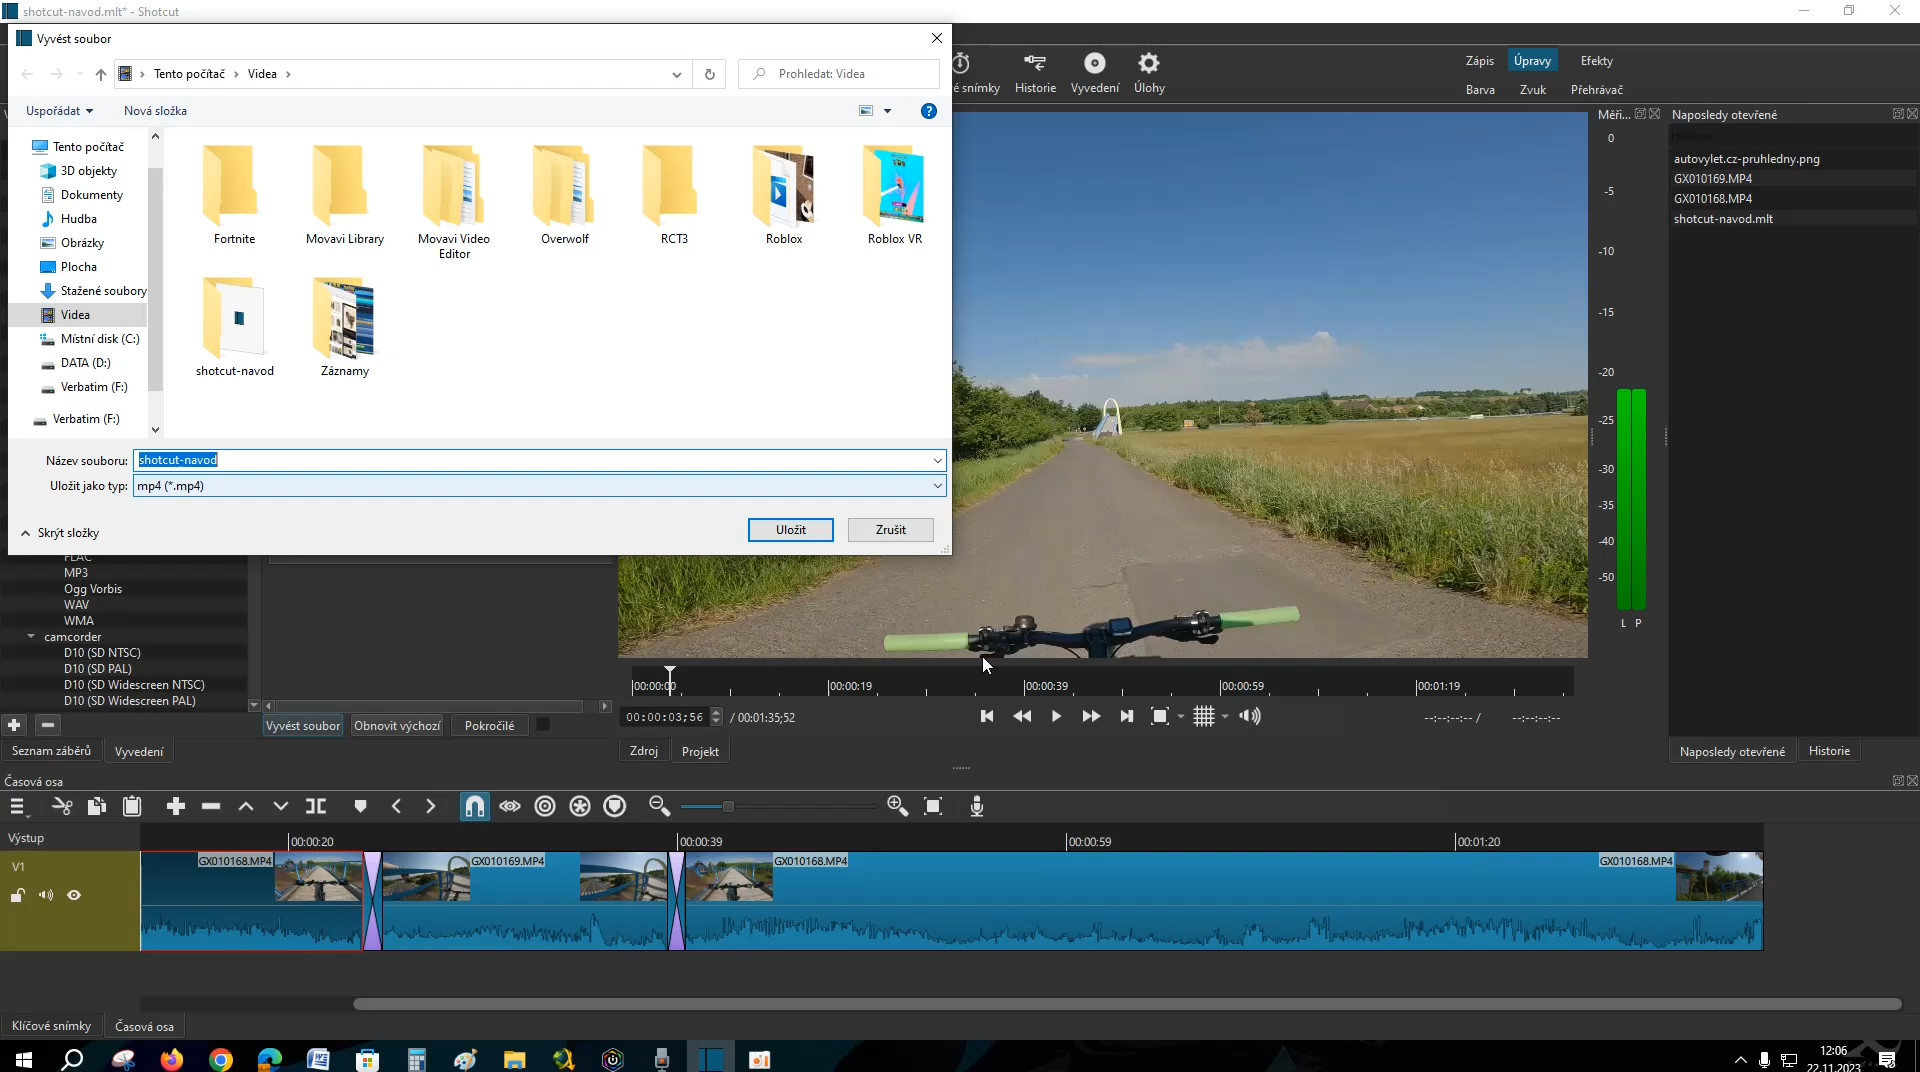 shotcut-navod.mlt* - Shotcut
Vyvést soubor
Tento počítač
Videa
Prohledat: Videa
Uspořádat
Nová složka
Tento počítač
3D objekty
Dokumenty
Hudba
Obrázky
Plocha
Stažené soubory
Videa
Místní disk (C:)
DATA (D:)
Verbatim (F:)
Verbatim (F:)
Fortnite
Movavi Library
Movavi Video
Editor
Overwolf
RCT3
Roblox
Roblox VR
shotcut-navod
Záznamy
Název souboru: shotcut-navod
Uložit jako typ: mp4 (*.mp4)
Skrýt složky
Uložit
Zrušit
snímky
Historie
Vyvedení
Úlohy
Zápis
Úpravy
Efekty
Barva
Zvuk
Přehrávač
Měři...
0
-5
-10
-15
-20
-25
-30
-35
-40
-50
L P
Naposledy otevřené
autovylet.cz-pruhledny.png
GX010169.MP4
GX010168.MP4
shotcut-navod.mlt
FLAC
MP3
Ogg Vorbis
WAV
WMA
camcorder
D10 (SD NTSC)
D10 (SD PAL)
D10 (SD Widescreen NTSC)
D10 (SD Widescreen PAL)
Vyvést soubor
Obnovit výchozí
Pokročilé
Seznam záběrů
Vyvedení
00:00:00
00:00:19
00:00:39
00:00:59
00:01:19
00:00:03;56
/ 00:01:35;52
--:--:--:-- /
--:--:--:--
Zdroj
Projekt
Naposledy otevřené
Historie
Časová osa
Výstup
00:00:20
00:00:39
00:00:59
00:01:20
V1
GX010168.MP4
GX010169.MP4
GX010168.MP4
GX010168.MP4
Klíčové snímky
Časová osa
12:06
22.11.2023